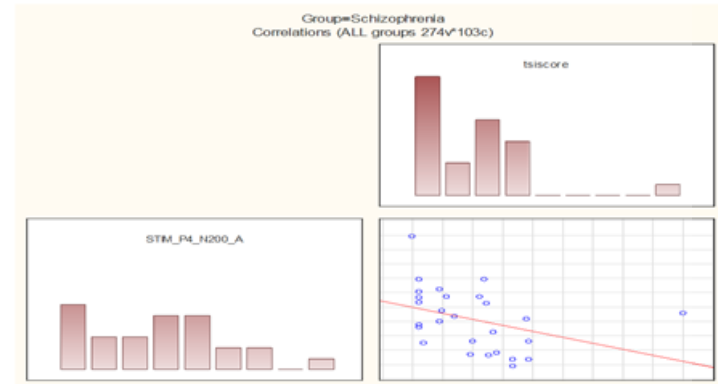 Group=Schizophrenia
Correlations (ALL groups 274v*103c)
tsiscore
STIM_P4_N200_A